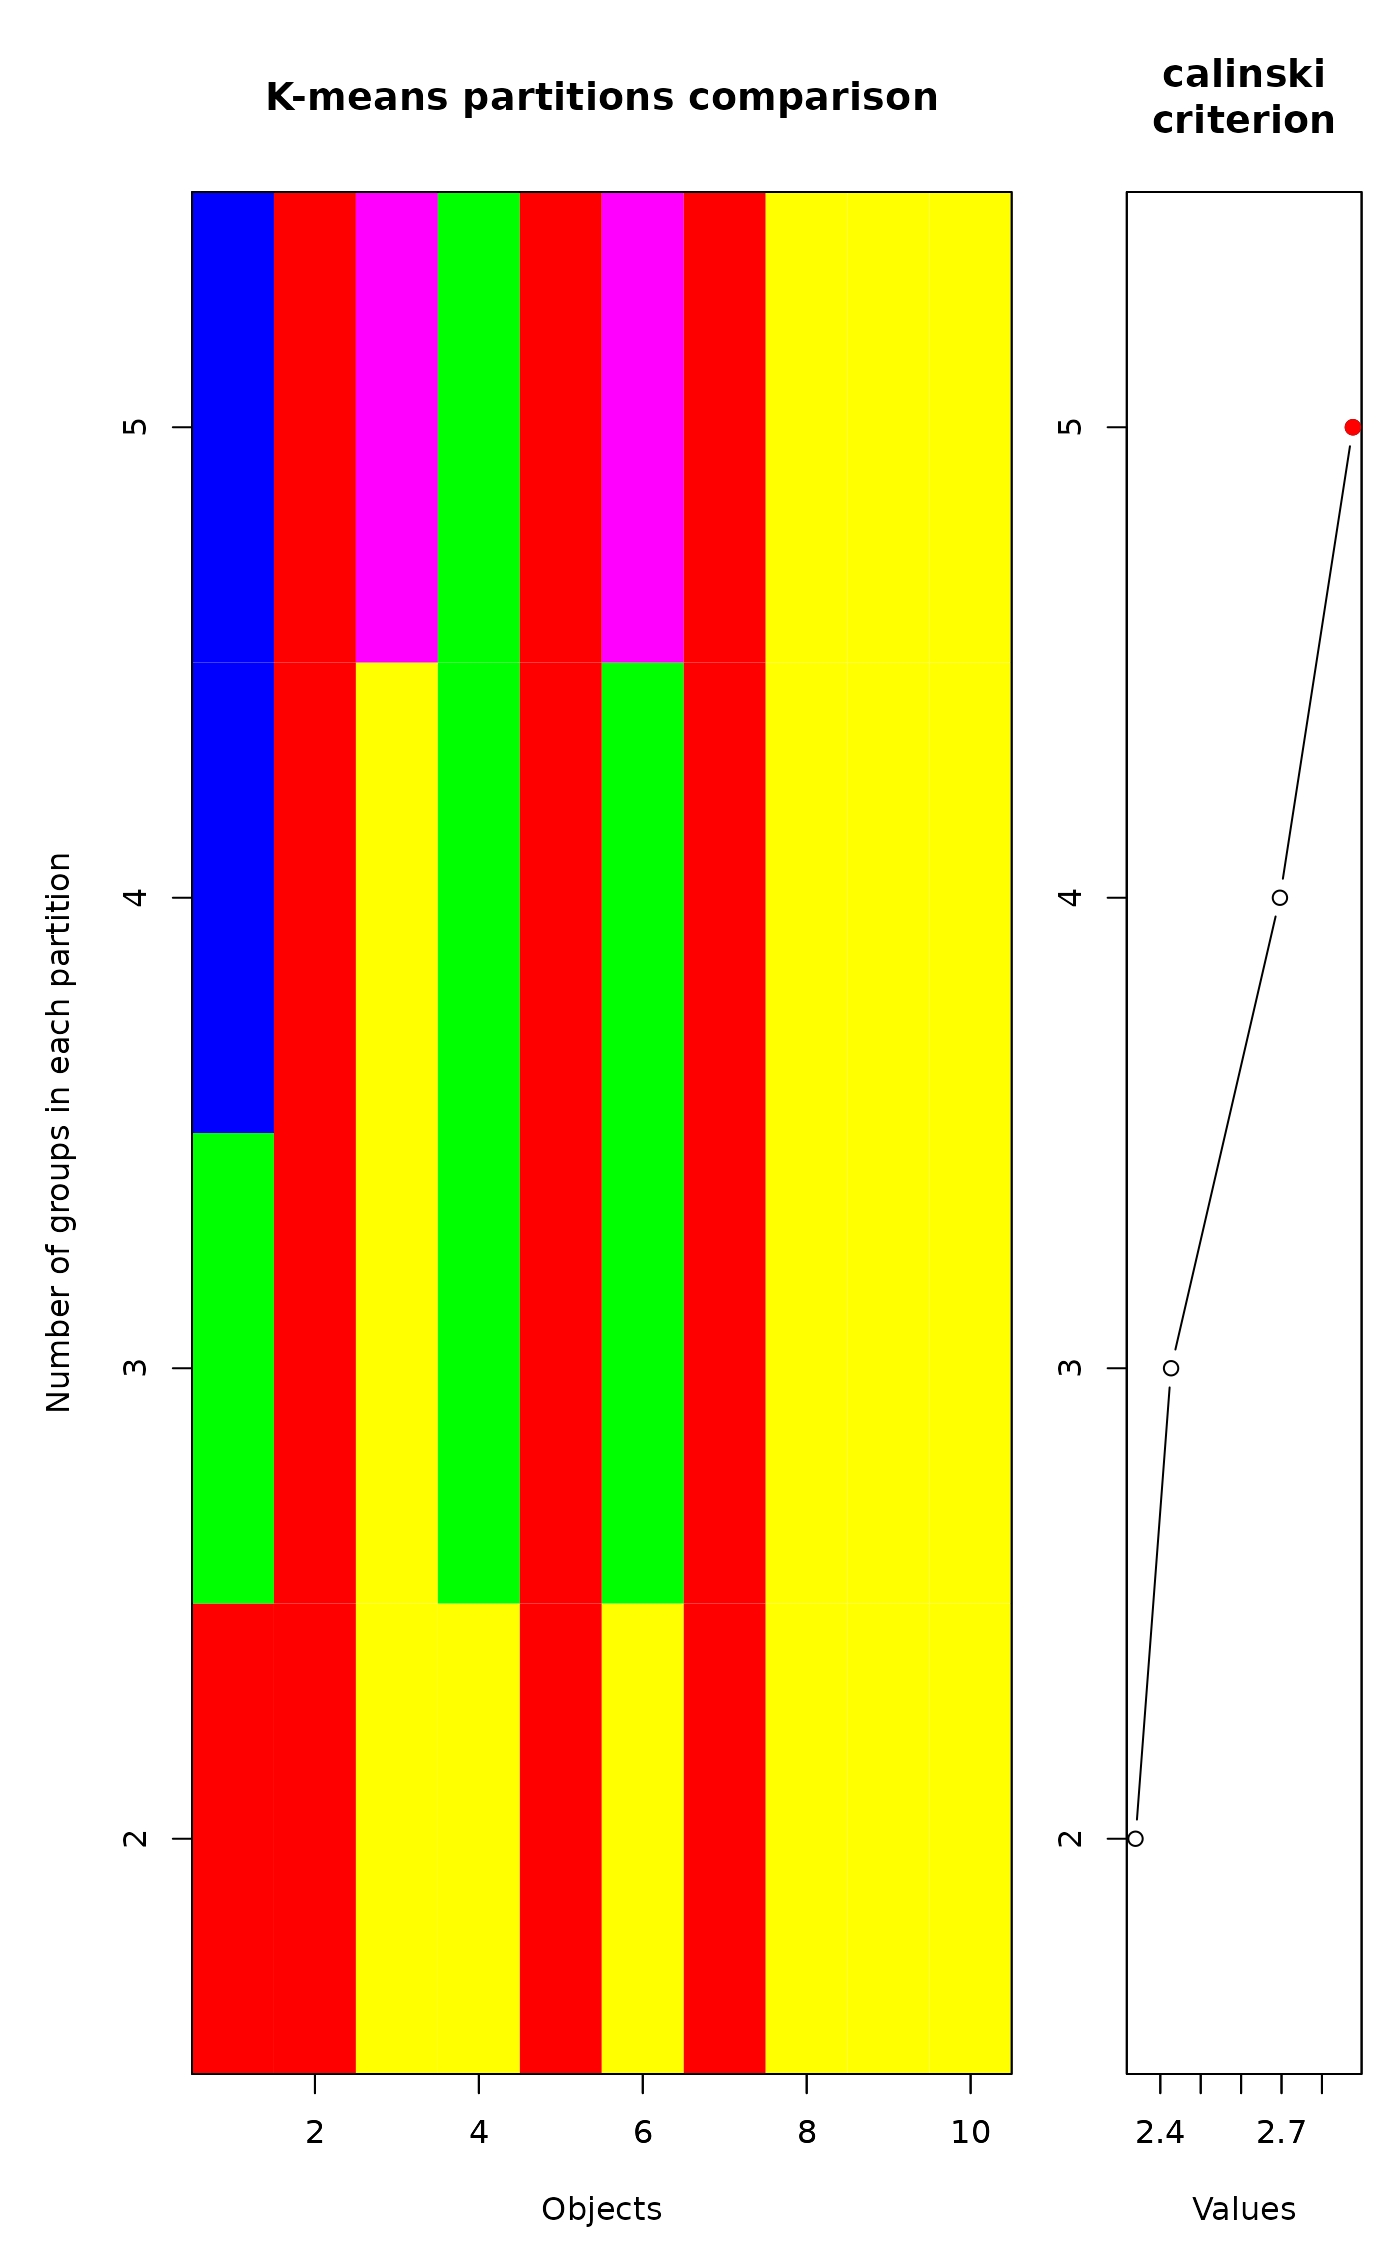 K-means partitions comparison
calinski
criterion
Number of groups in each partition
5
4
3
2
2 4 6 8 10
Objects
5
4
3
2
2.4 2.7
Values